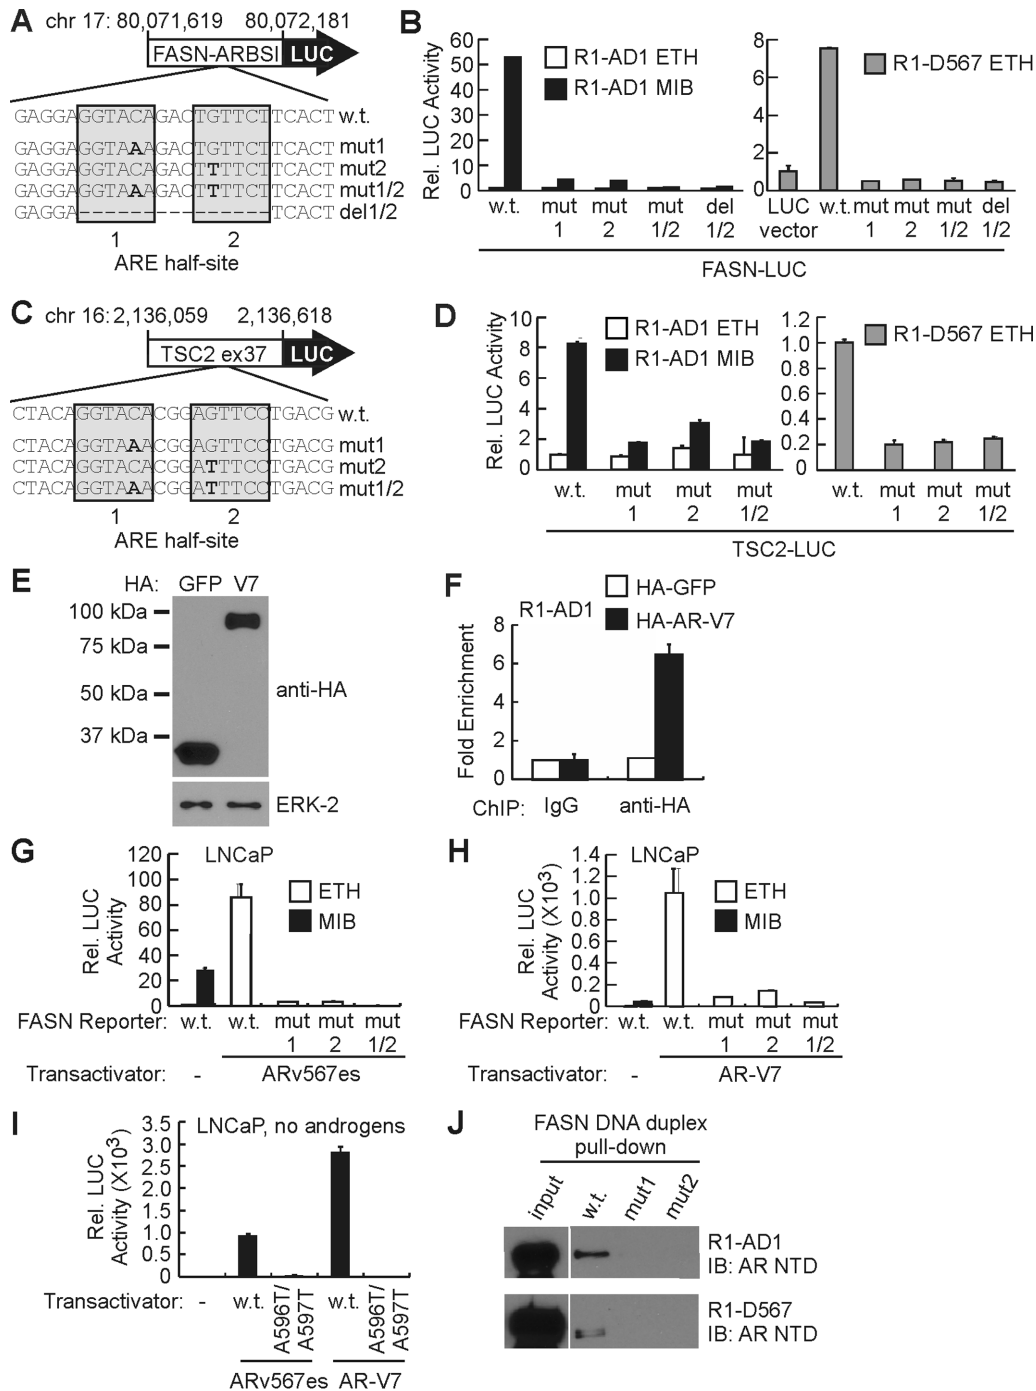 A
chr 17: 80,071,619 80,072,181
FASN-ARBSI LUC
GAGGAGGTACAGACTGTTCTTCACT w.t.
GAGGAGGTAAAGACTGTTCTTCACT mut1
GAGGAGGTACAGACTTTTCTTCACT mut2
GAGGAGGTAAAGACTTTTCTTCACT mut1/2
GAGGA---------------TCACT del1/2
1 2
ARE half-site
B
Rel. LUC Activity
60
50
40
30
20
10
0
R1-AD1 ETH
R1-AD1 MIB
w.t. mut 1 mut 2 mut 1/2 del 1/2
8
6
4
2
0
R1-D567 ETH
LUC vector w.t. mut 1 mut 2 mut 1/2 del 1/2
FASN-LUC
C
chr 16: 2,136,059 2,136,618
TSC2 ex37 LUC
CTACAGGTACACGGAGTTCCTGACG w.t.
CTACAGGTAAACGGAGTTCCTGACG mut1
CTACAGGTACACGGATTTCCTGACG mut2
CTACAGGTAAACGGATTTCCTGACG mut1/2
1 2
ARE half-site
D
Rel. LUC Activity
10
8
6
4
2
0
R1-AD1 ETH
R1-AD1 MIB
w.t. mut 1 mut 2 mut 1/2
1.2
1.0
0.8
0.6
0.4
0.2
0
R1-D567 ETH
w.t. mut 1 mut 2 mut 1/2
TSC2-LUC
E
HA: GFP V7
100 kDa
75 kDa
50 kDa
37 kDa
anti-HA
ERK-2
F
R1-AD1
HA-GFP
HA-AR-V7
Fold Enrichment
8
6
4
2
0
ChIP: IgG anti-HA
G
LNCaP
Rel. LUC Activity
120
100
80
60
40
20
0
ETH
MIB
FASN Reporter: w.t. w.t. mut 1 mut 2 mut 1/2
Transactivator: - ARv567es
H
LNCaP
Rel. LUC Activity (X10³)
1.4
1.2
1.0
0.8
0.6
0.4
0.2
0
ETH
MIB
FASN Reporter: w.t. w.t. mut 1 mut 2 mut 1/2
Transactivator: - AR-V7
I
LNCaP, no androgens
Rel. LUC Activity (X10³)
3.5
3.0
2.5
2.0
1.5
1.0
0.5
0
Transactivator: - w.t. A596T/A597T w.t. A596T/A597T
ARv567es AR-V7
J
FASN DNA duplex
pull-down
input w.t. mut1 mut2
R1-AD1
IB: AR NTD
R1-D567
IB: AR NTD